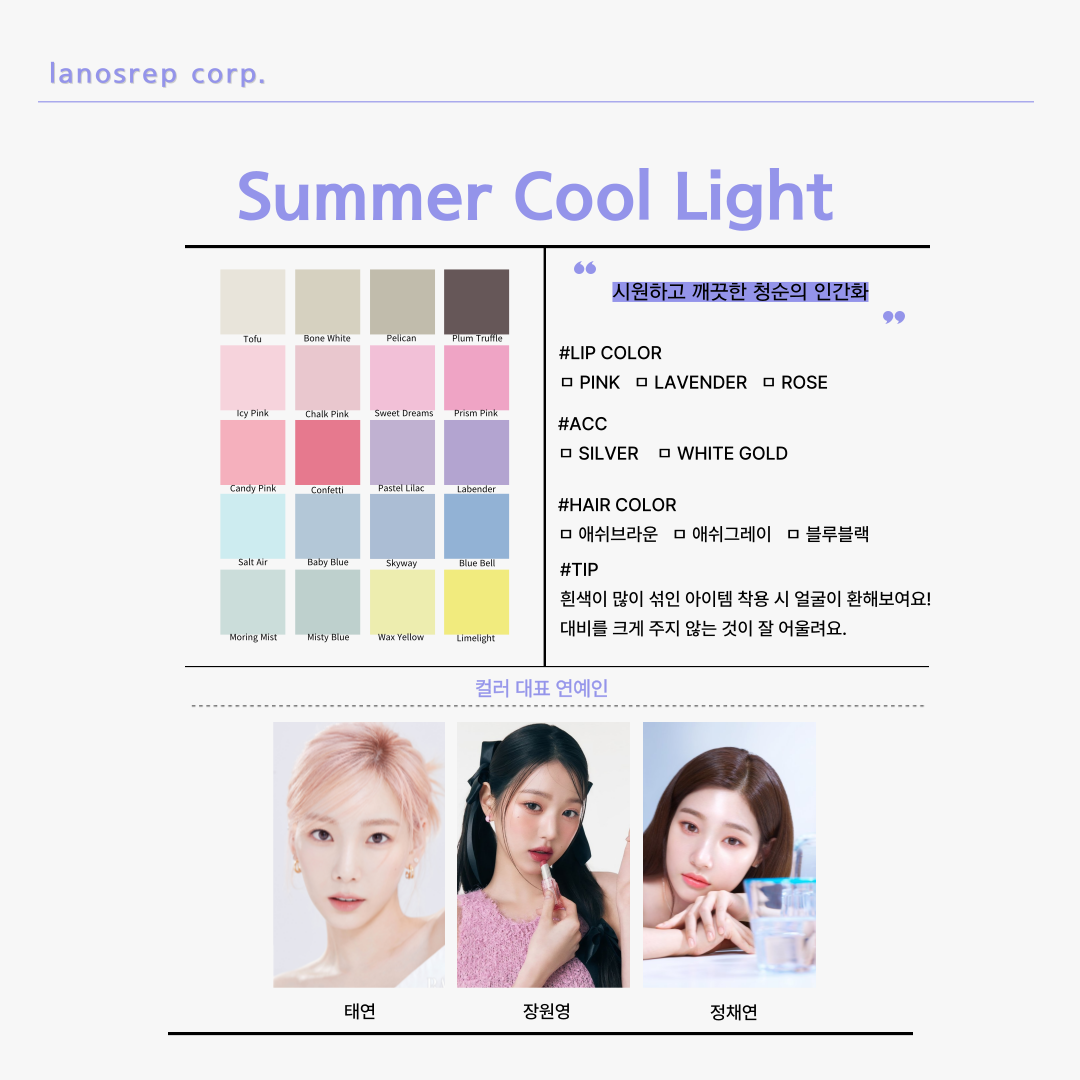 lanosrep corp.
Summer Cool Light
Tofu Bone White Pelican Plum Truffle
Icy Pink Chalk Pink Sweet Dreams Prism Pink
Candy Pink Confetti Pastel Lilac Labender
Salt Air Baby Blue Skyway Blue Bell
Moring Mist Misty Blue Wax Yellow Limelight
❝
시원하고 깨끗한 청순의 인간화
❞
#LIP COLOR
ㅁ PINK ㅁ LAVENDER ㅁ ROSE
#ACC
ㅁ SILVER ㅁ WHITE GOLD
#HAIR COLOR
ㅁ 애쉬브라운 ㅁ 애쉬그레이 ㅁ 블루블랙
#TIP
흰색이 많이 섞인 아이템 착용 시 얼굴이 환해보여요!
대비를 크게 주지 않는 것이 잘 어울려요.
컬러 대표 연예인
태연 장원영 정채연